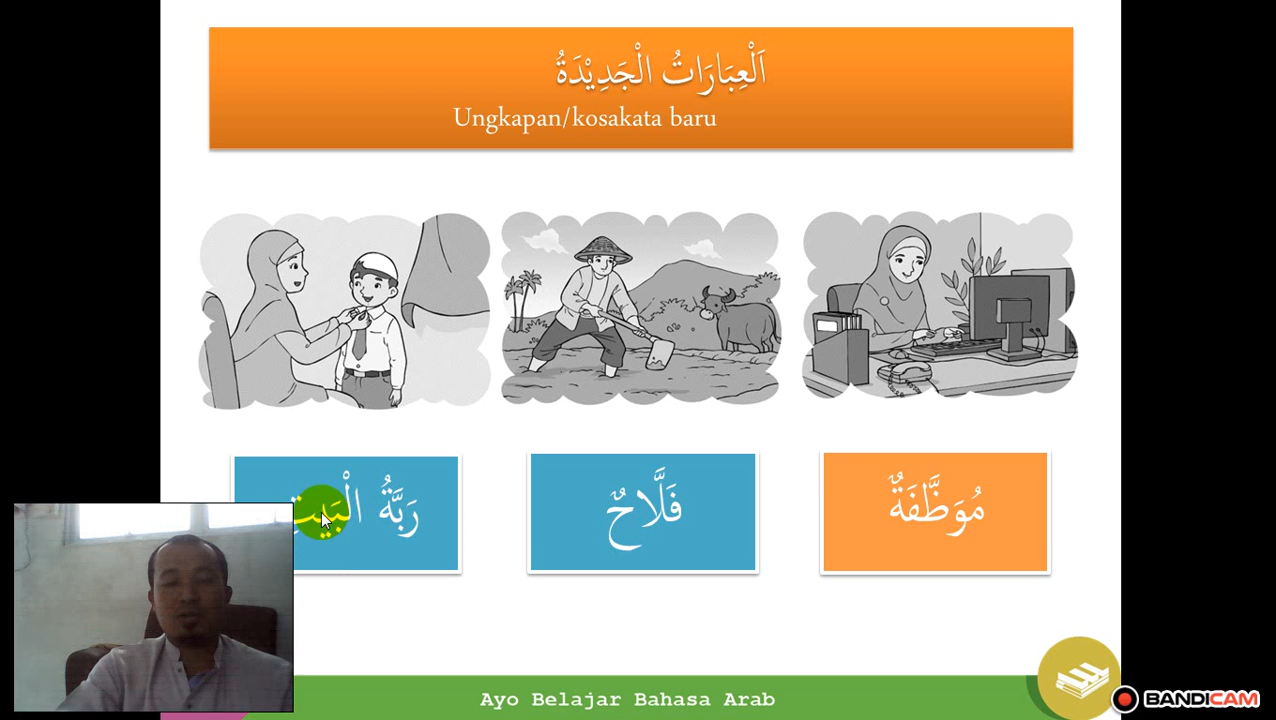 اَلْعِبَارَاتُ الْجَدِيْدَةُ
Ungkapan/kosakata baru
مُوَظَّفَةٌ
فَلَّاحٌ
رَبَّةُ الْبَيْت
Ayo Belajar Bahasa Arab
BANDICAM